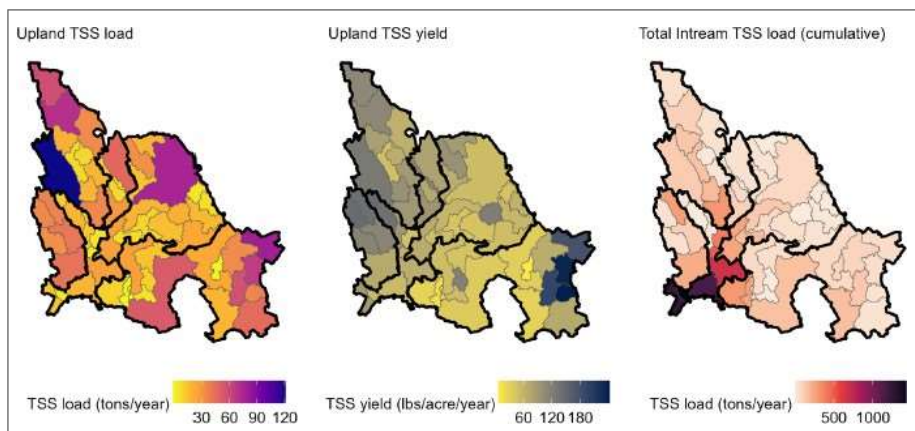 Upland TSS load
Upland TSS yield
Total Intream TSS load (cumulative)
TSS load (tons/year)
30 60 90 120
TSS yield (lbs/acre/year)
60 120 180
TSS load (tons/year)
500 1000